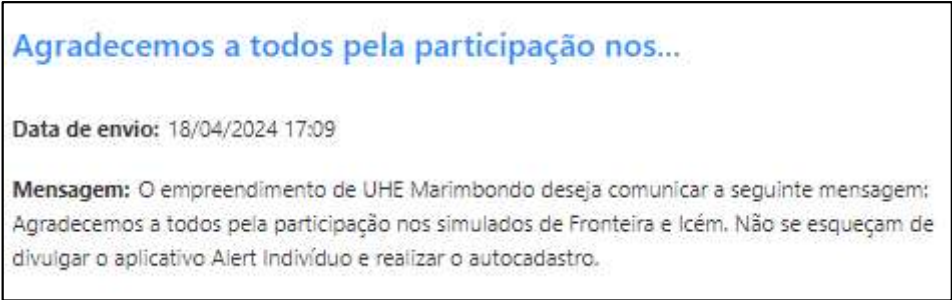 Agradecemos a todos pela participação nos...
Data de envio: 18/04/2024 17:09
Mensagem: O empreendimento de UHE Marimbondo deseja comunicar a seguinte mensagem:
Agradecemos a todos pela participação nos simulados de Fronteira e Icém. Não se esqueçam de
divulgar o aplicativo Alert Indivíduo e realizar o autocadastro.